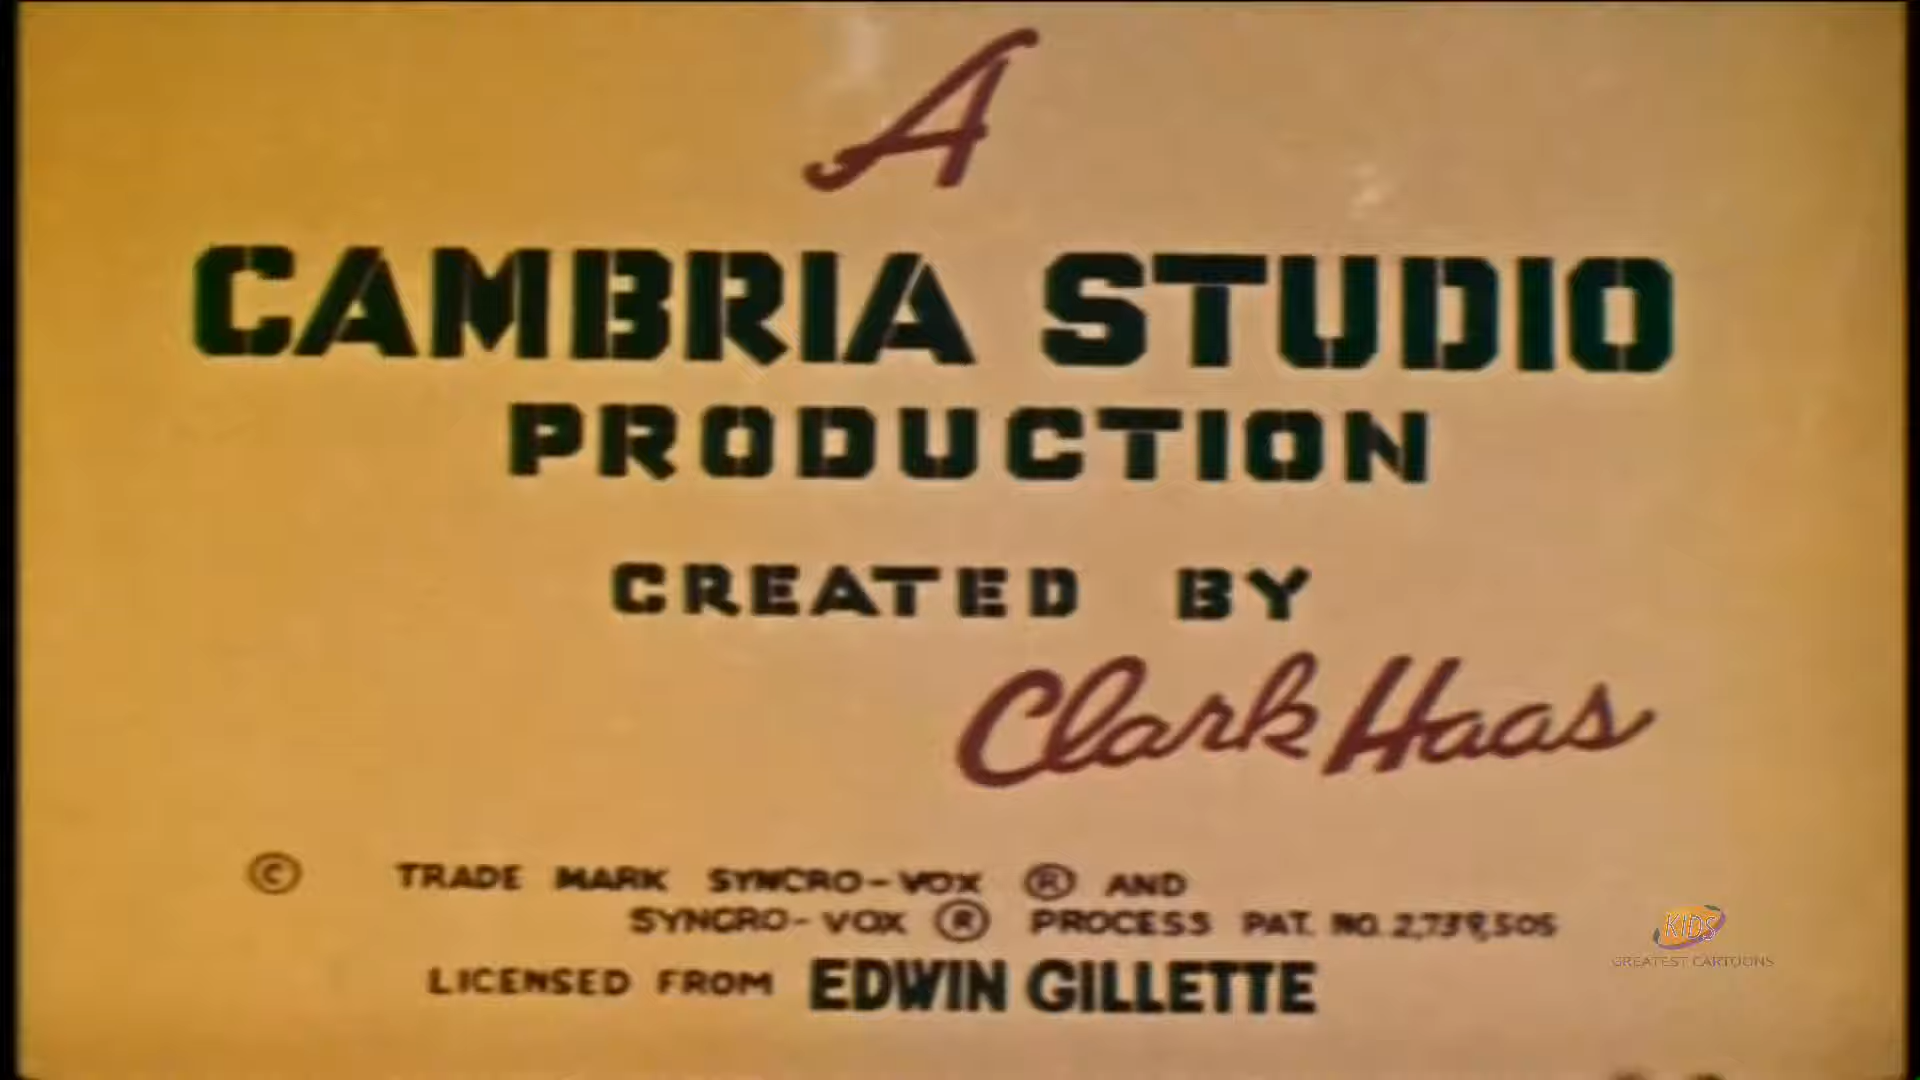 A
CAMBRIA STUDIO
PRODUCTION
CREATED BY
Clark Haas
© TRADE MARK SYNCRO-VOX ® AND
SYNCRO-VOX ® PROCESS PAT. NO. 2,739,505
LICENSED FROM EDWIN GILLETTE
KIDS
GREATEST CARTOONS